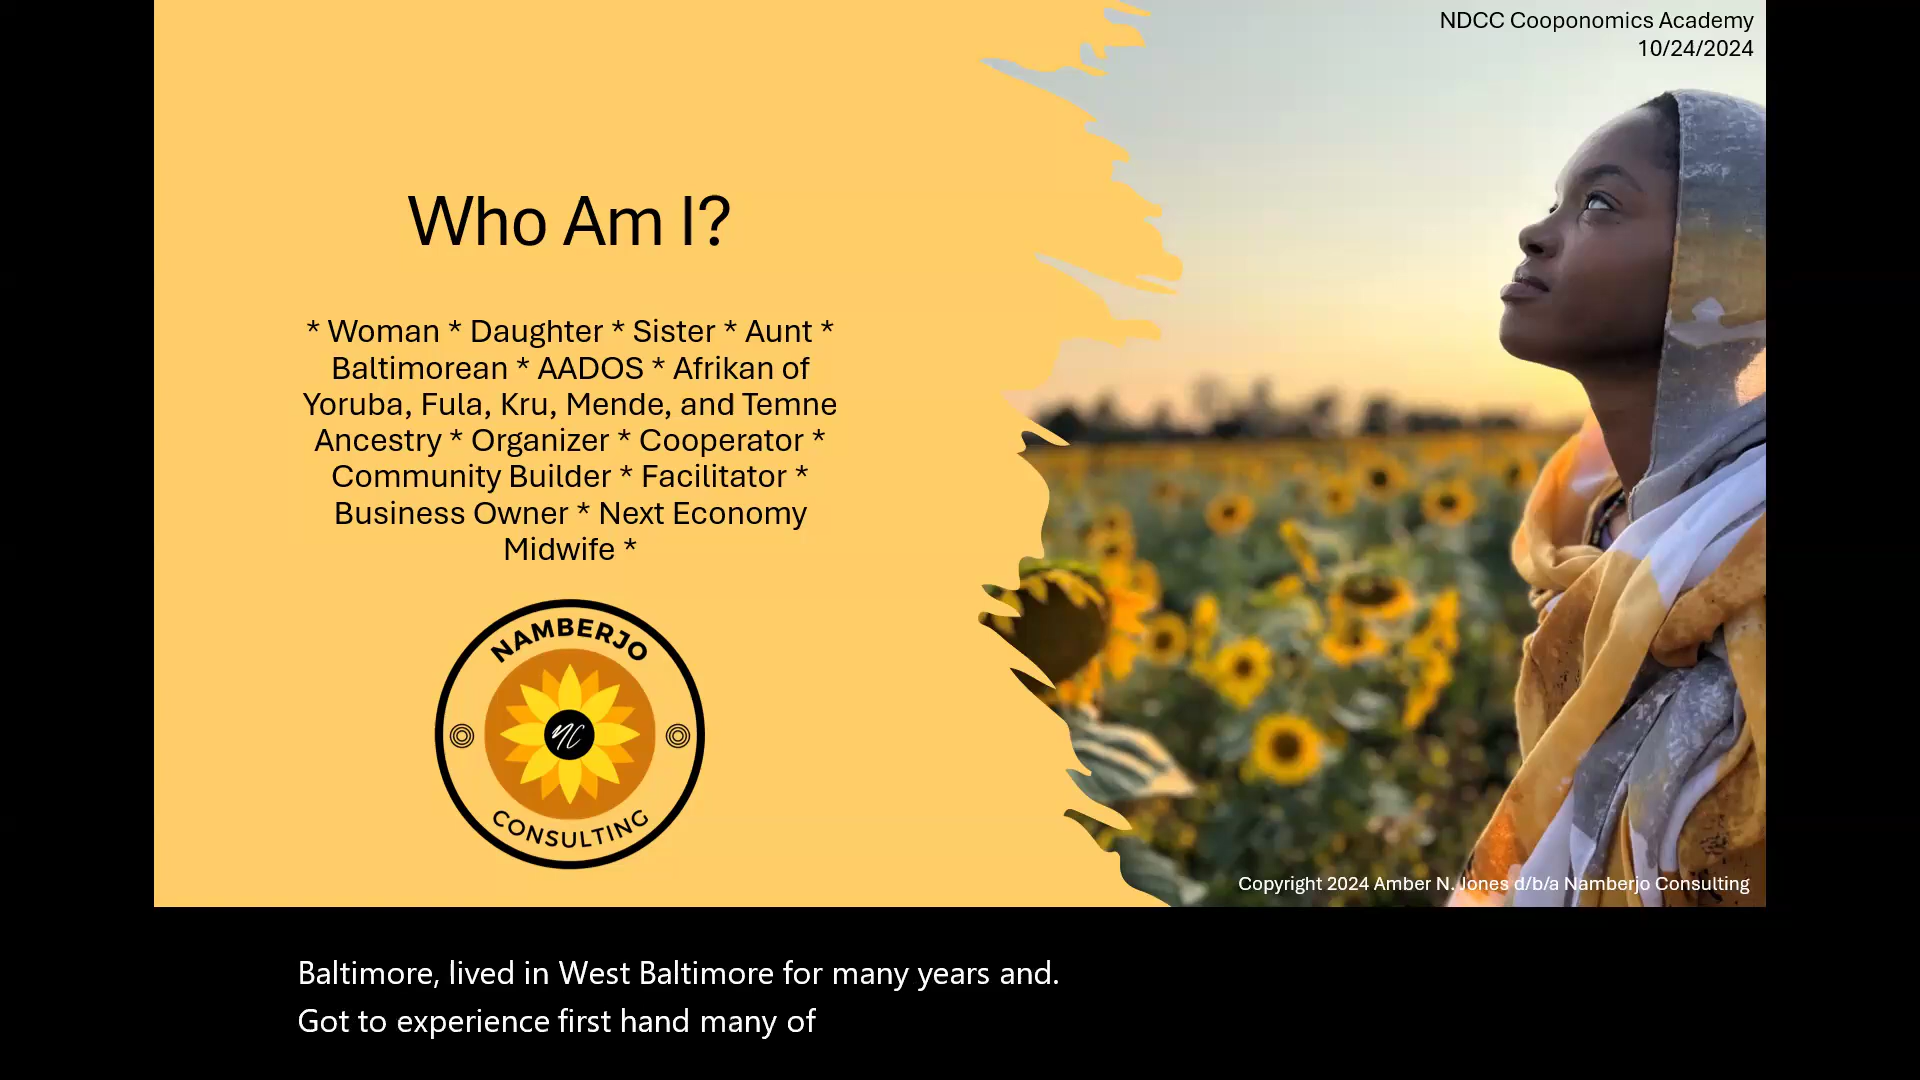 NDCC Cooponomics Academy
10/24/2024
Who Am I?
* Woman * Daughter * Sister * Aunt *
Baltimorean * AADOS * Afrikan of
Yoruba, Fula, Kru, Mende, and Temne
Ancestry * Organizer * Cooperator *
Community Builder * Facilitator *
Business Owner * Next Economy
Midwife *
NAMBERJO
NC
CONSULTING
Copyright 2024 Amber N. Jones d/b/a Namberjo Consulting
Baltimore, lived in West Baltimore for many years and.
Got to experience first hand many of